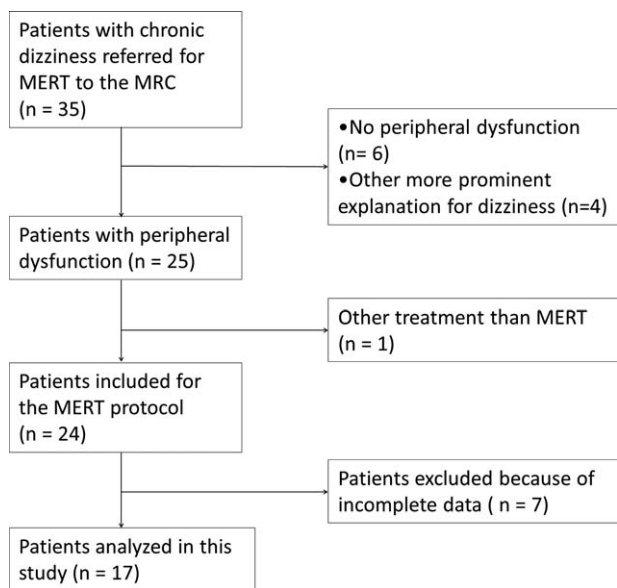 Patients with chronic
dizziness referred for
MERT to the MRC
(n = 35)
•No peripheral dysfunction
(n= 6)
•Other more prominent
explanation for dizziness (n=4)
Patients with peripheral
dysfunction (n = 25)
Other treatment than MERT
(n = 1)
Patients included for
the MERT protocol
(n = 24)
Patients excluded because of
incomplete data ( n = 7)
Patients analyzed in this
study (n = 17)